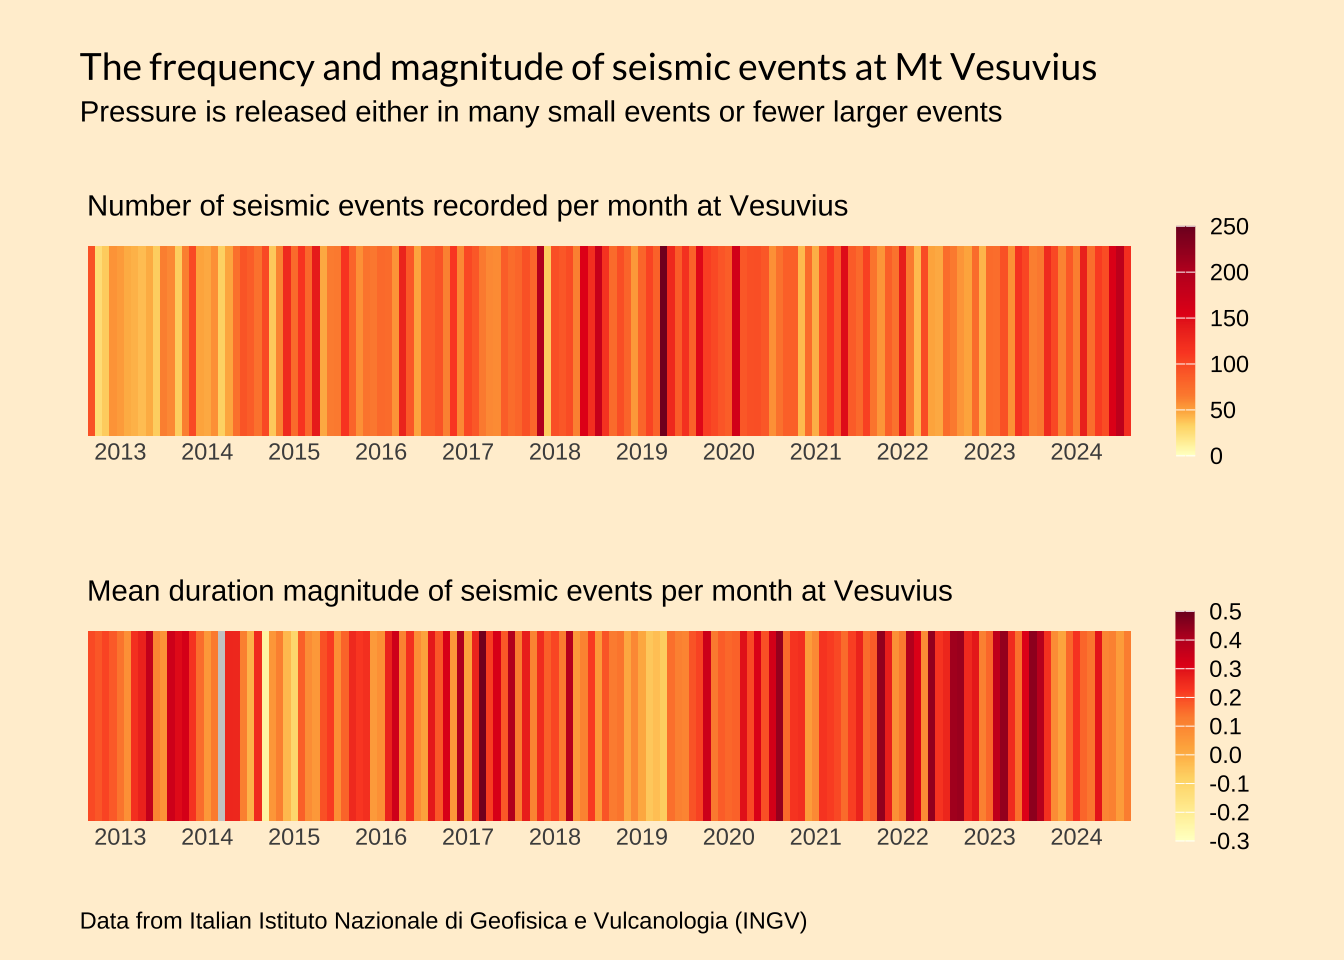 The frequency and magnitude of seismic events at Mt Vesuvius
Pressure is released either in many small events or fewer larger events
Number of seismic events recorded per month at Vesuvius
250
200
150
100
50
0
2013 2014 2015 2016 2017 2018 2019 2020 2021 2022 2023 2024
Mean duration magnitude of seismic events per month at Vesuvius
0.5
0.4
0.3
0.2
0.1
0.0
-0.1
-0.2
-0.3
2013 2014 2015 2016 2017 2018 2019 2020 2021 2022 2023 2024
Data from Italian Istituto Nazionale di Geofisica e Vulcanologia (INGV)